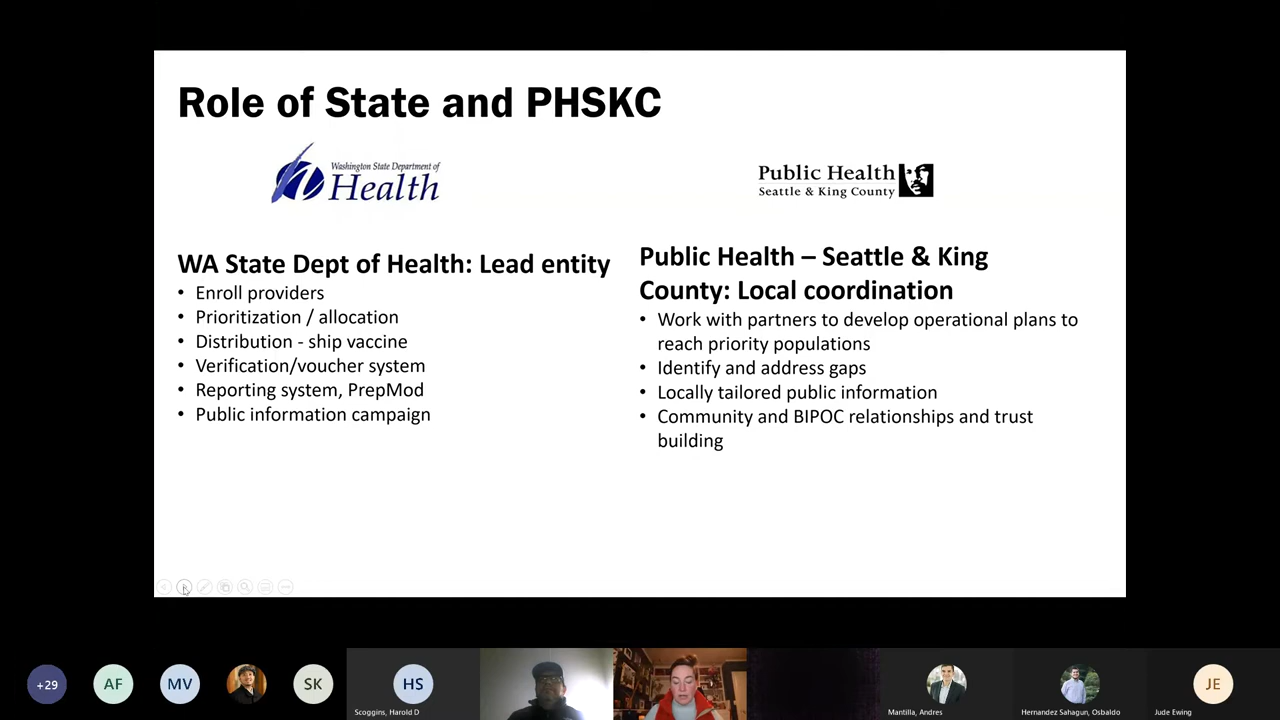 Role of State and PHSKC
Washington State Department of
Health
Public Health
Seattle & King County
WA State Dept of Health: Lead entity
• Enroll providers
• Prioritization / allocation
• Distribution - ship vaccine
• Verification/voucher system
• Reporting system, PrepMod
• Public information campaign
Public Health – Seattle & King
County: Local coordination
• Work with partners to develop operational plans to
reach priority populations
• Identify and address gaps
• Locally tailored public information
• Community and BIPOC relationships and trust
building
+29
AF
MV
SK
HS
Scoggins, Harold D
Mantilla, Andres
Hernandez Sahagun, Osbaldo
JE
Jude Ewing